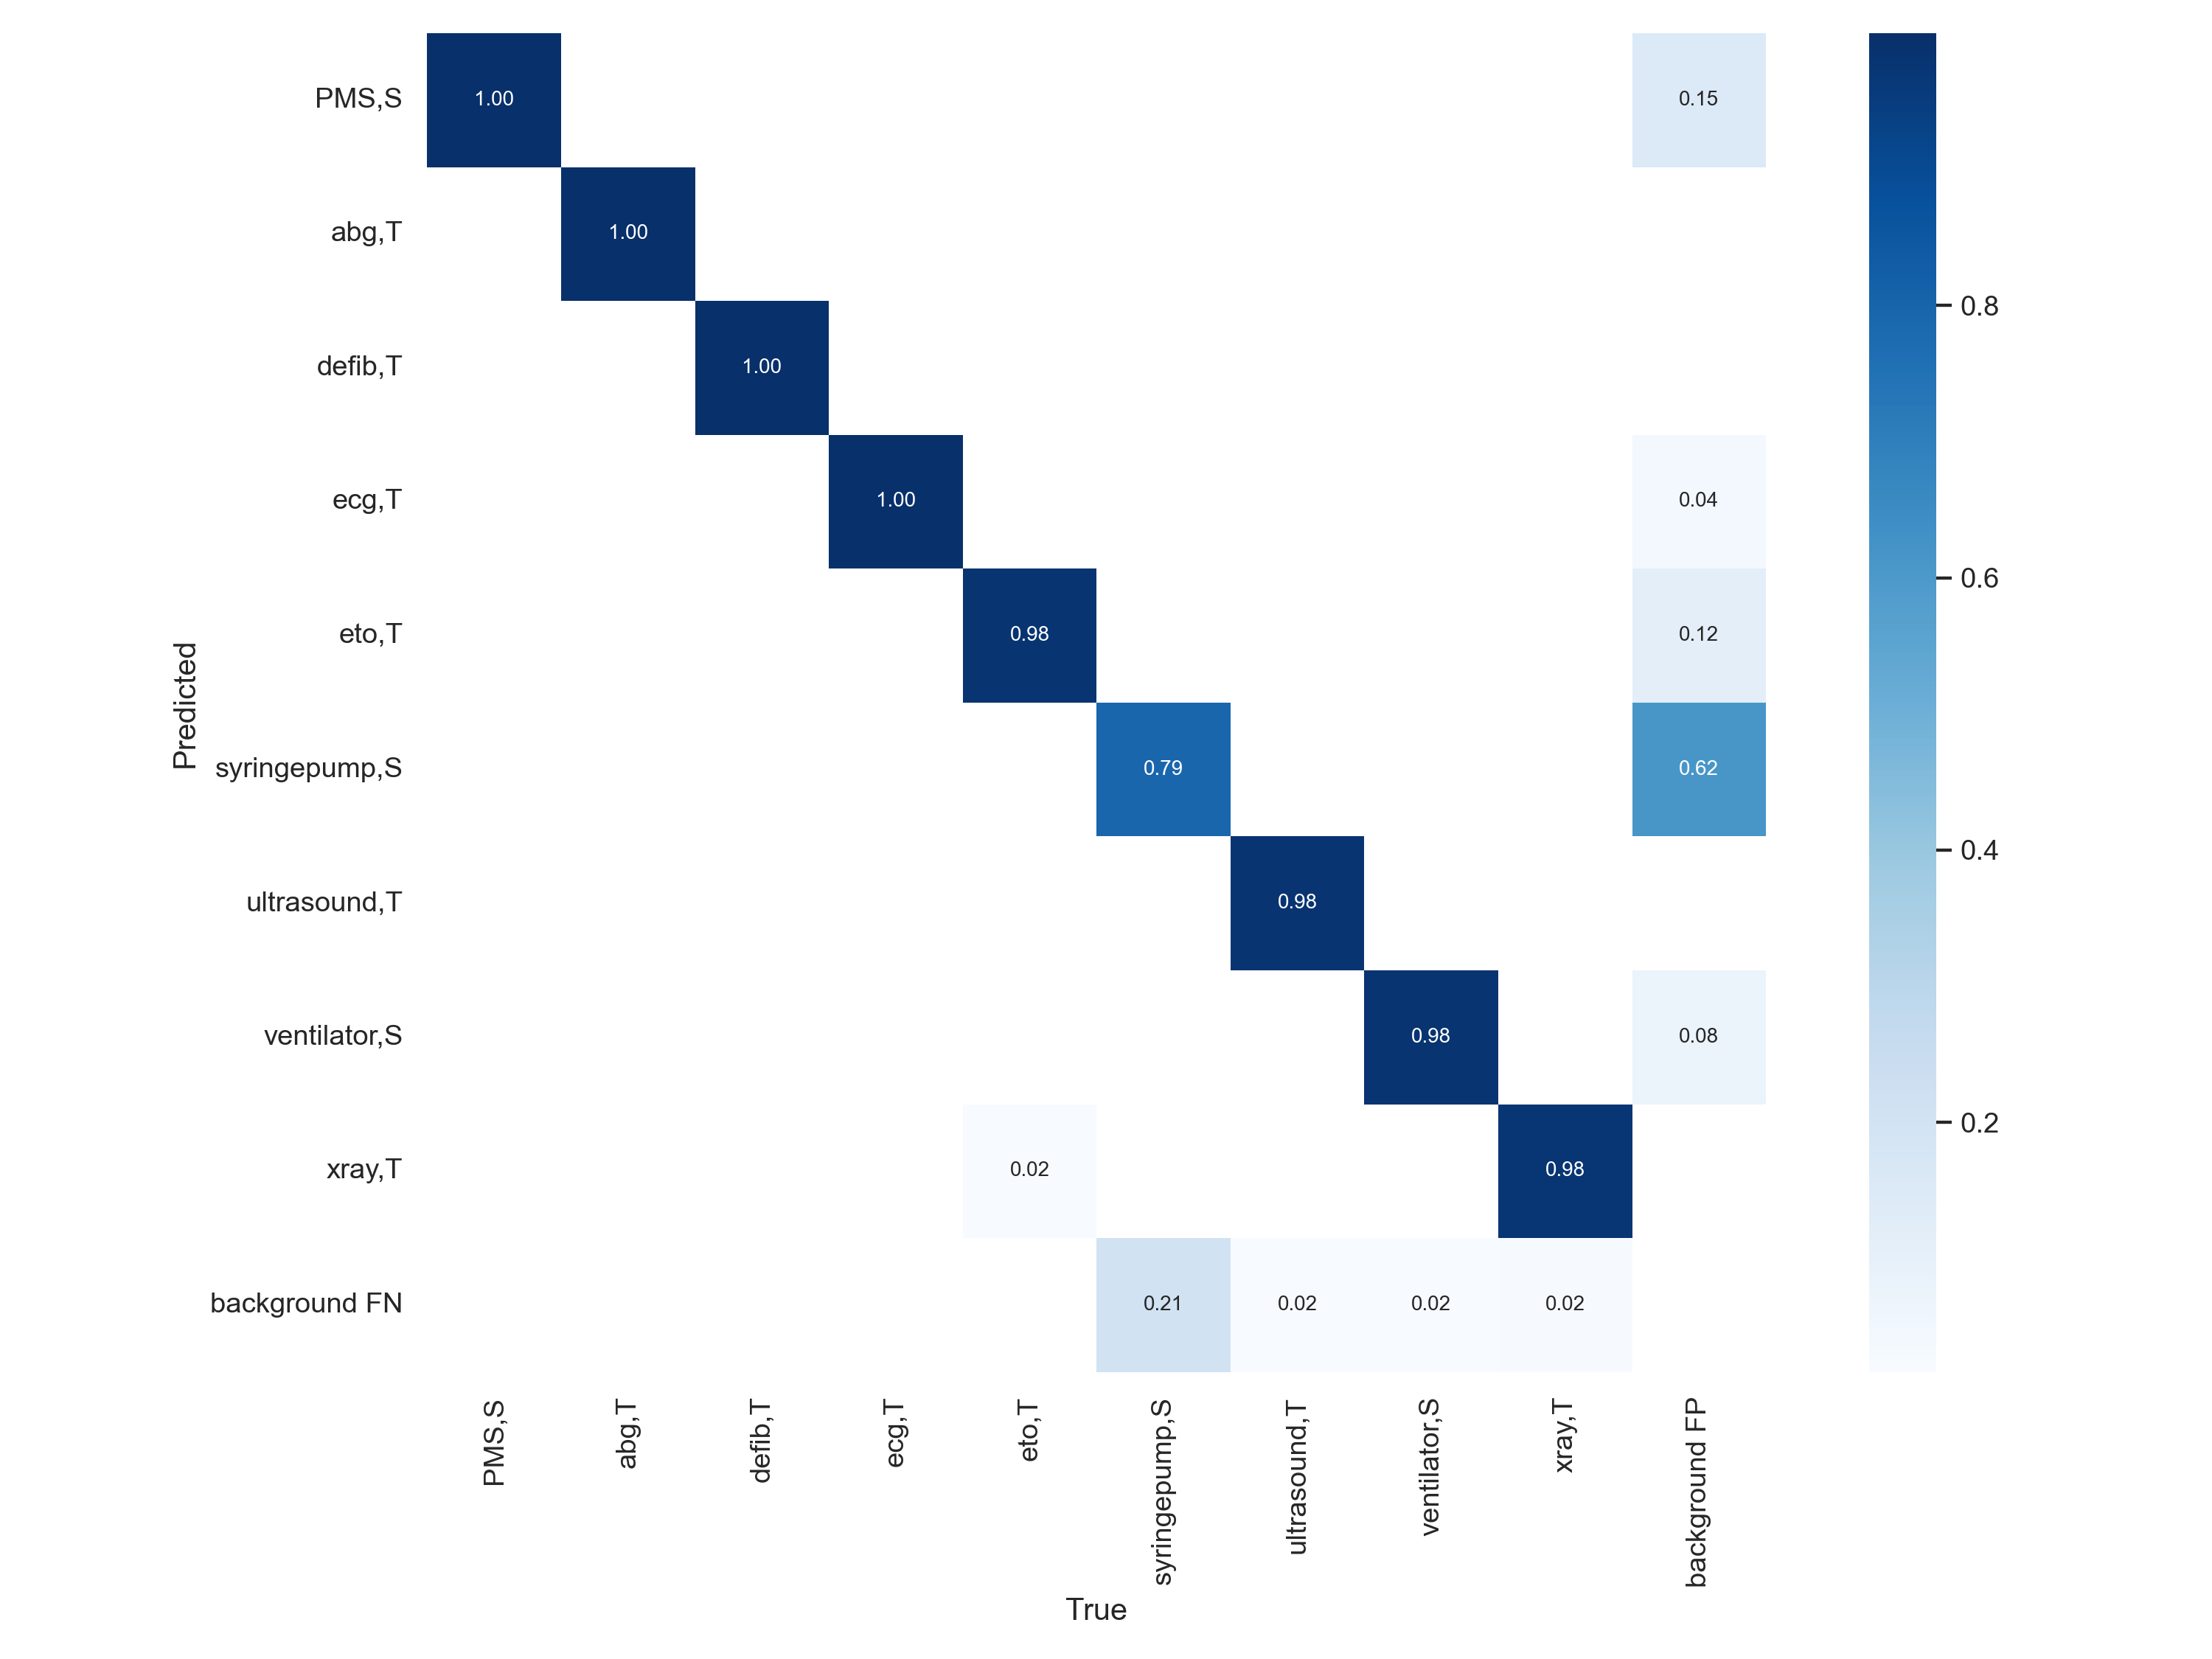 PMS,S 1.00 0.15
abg,T 1.00
defib,T 1.00 0.8
ecg,T 1.00 0.04
0.6
eto,T 0.98 0.12
Predicted
syringepump,S 0.79 0.62
0.4
ultrasound,T 0.98
ventilator,S 0.98 0.08
0.2
xray,T 0.02 0.98
background FN 0.21 0.02 0.02 0.02
PMS,S
abg,T
defib,T
ecg,T
eto,T
syringepump,S
ultrasound,T
ventilator,S
xray,T
background FP
True